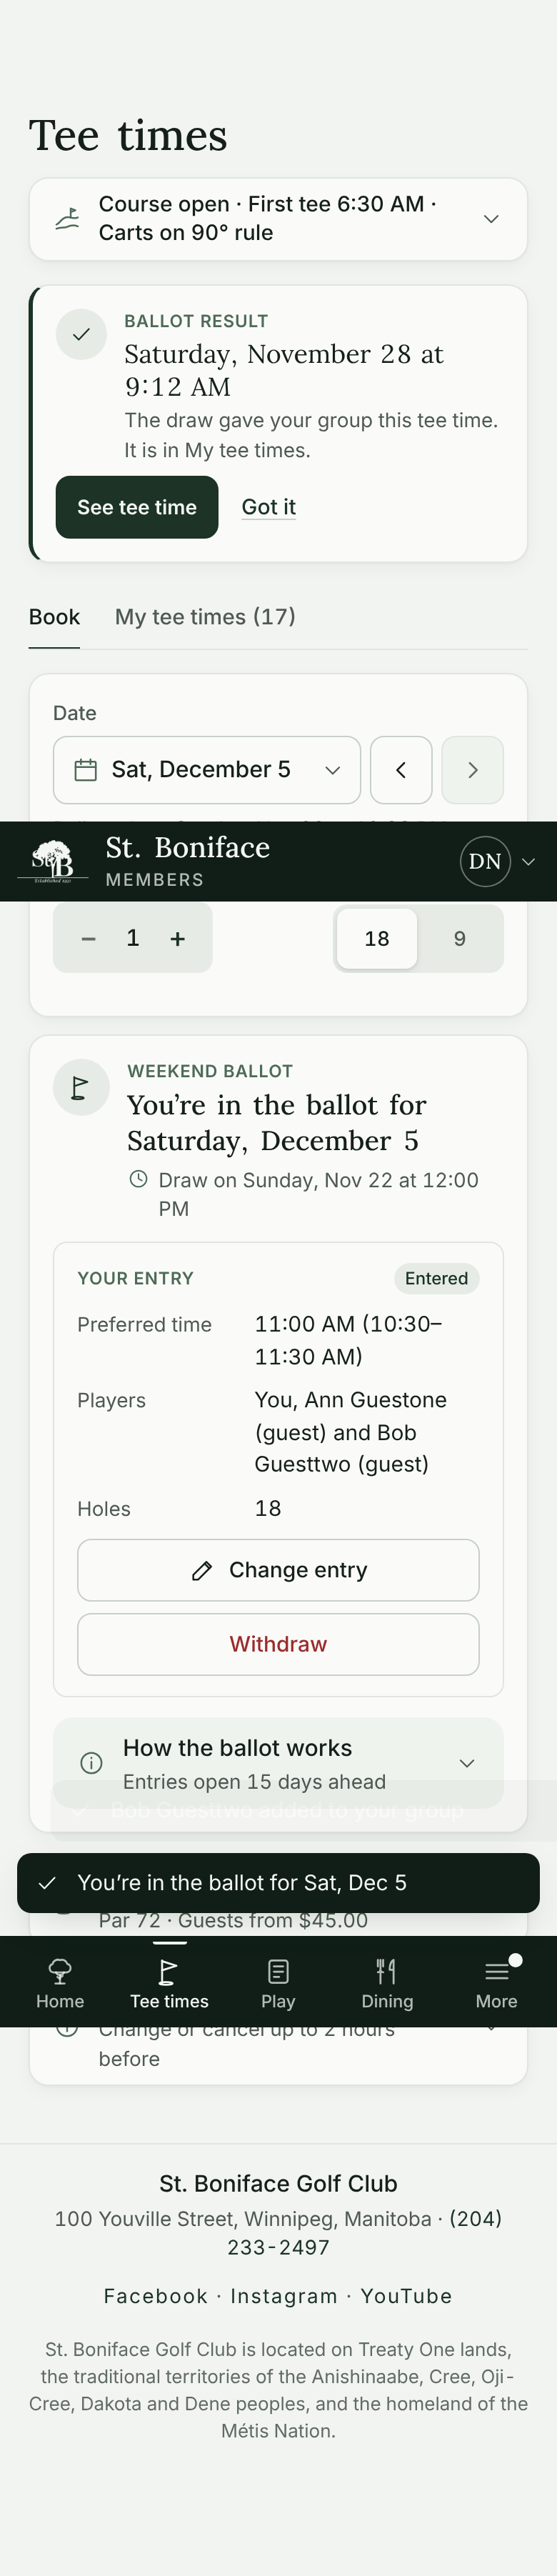 Tee times
Course open · First tee 6:30 AM ·
Carts on 90° rule
BALLOT RESULT
Saturday, November 28 at
9:12 AM
The draw gave your group this tee time.
It is in My tee times.
See tee time
Got it
Book
My tee times (17)
Date
Sat, December 5
St. Boniface
MEMBERS
DN
− 1 +
18
9
WEEKEND BALLOT
You’re in the ballot for
Saturday, December 5
Draw on Sunday, Nov 22 at 12:00
PM
YOUR ENTRY
Entered
Preferred time
11:00 AM (10:30–
11:30 AM)
Players
You, Ann Guestone
(guest) and Bob
Guesttwo (guest)
Holes
18
Change entry
Withdraw
How the ballot works
Entries open 15 days ahead
Bob Guesttwo added to your group
You’re in the ballot for Sat, Dec 5
Par 72 · Guests from $45.00
Home
Tee times
Play
Dining
More
Change or cancel up to 2 hours
before
St. Boniface Golf Club
100 Youville Street, Winnipeg, Manitoba · (204)
233-2497
Facebook · Instagram · YouTube
St. Boniface Golf Club is located on Treaty One lands,
the traditional territories of the Anishinaabe, Cree, Oji-
Cree, Dakota and Dene peoples, and the homeland of the
Métis Nation.